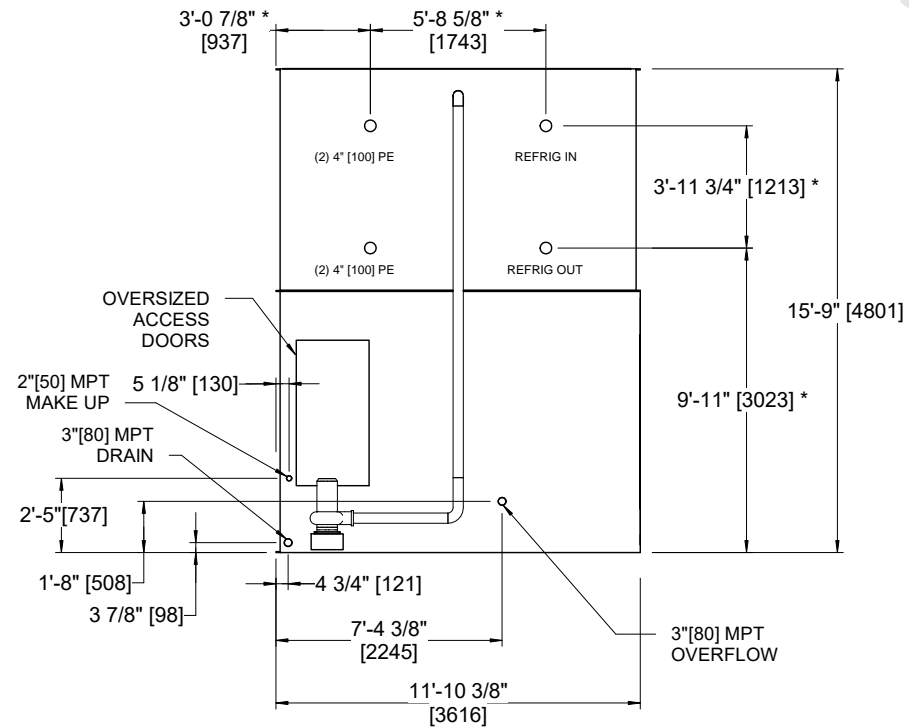 3'-0 7/8" *
[937]
5'-8 5/8" *
[1743]
(2) 4" [100] PE
REFRIG IN
3'-11 3/4" [1213] *
(2) 4" [100] PE
REFRIG OUT
OVERSIZED
ACCESS
DOORS
15'-9" [4801]
2"[50] MPT
MAKE UP
5 1/8" [130]
9'-11" [3023] *
3"[80] MPT
DRAIN
2'-5"[737]
1'-8" [508]
4 3/4" [121]
3 7/8" [98]
7'-4 3/8"
[2245]
3"[80] MPT
OVERFLOW
11'-10 3/8"
[3616]